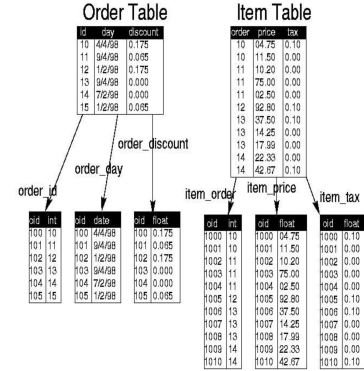 Order Table
id day discount
10 4/4/98 0.175
11 9/4/98 0.065
12 1/2/98 0.175
13 9/4/98 0.000
14 7/2/98 0.000
15 1/2/98 0.065
Item Table
order price tax
10 04.75 0.10
10 11.50 0.00
11 10.20 0.00
11 75.00 0.00
11 02.50 0.00
12 92.80 0.10
13 37.50 0.10
13 14.25 0.00
13 17.99 0.00
14 22.33 0.00
14 42.67 0.10
order_id
order_day
order_discount
item_order
item_price
item_tax
oid int
100 10
101 11
102 12
103 13
104 14
105 15
oid date
100 4/4/98
101 9/4/98
102 1/2/98
103 9/4/98
104 7/2/98
105 1/2/98
oid float
100 0.175
101 0.065
102 0.175
103 0.000
104 0.000
105 0.065
oid int
1000 10
1001 10
1002 11
1003 11
1004 11
1005 12
1006 13
1007 13
1008 13
1009 14
1010 14
oid float
1000 04.75
1001 11.50
1002 10.20
1003 75.00
1004 02.50
1005 92.80
1006 37.50
1007 14.25
1008 17.99
1009 22.33
1010 42.67
oid float
1000 0.10
1001 0.00
1002 0.00
1003 0.00
1004 0.00
1005 0.10
1006 0.10
1007 0.00
1008 0.00
1009 0.00
1010 0.10